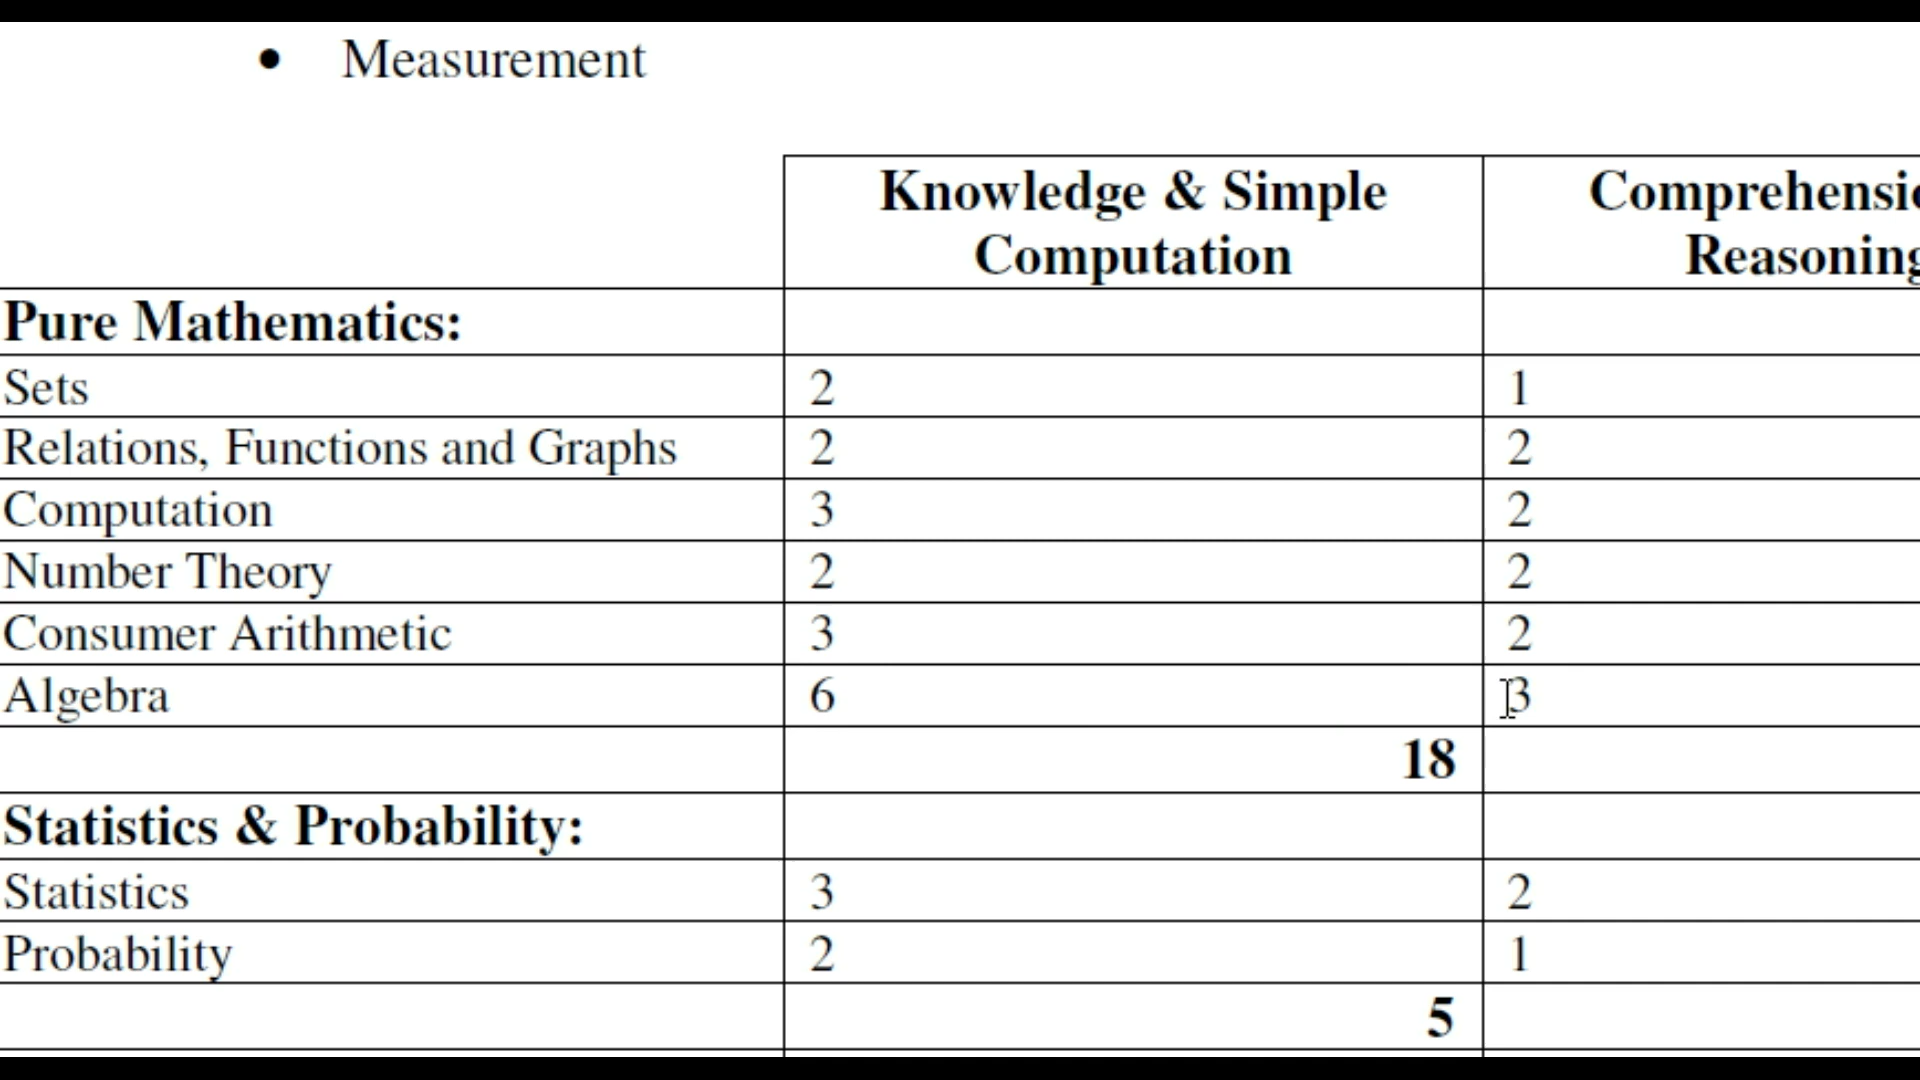 • Measurement
Knowledge & Simple Computation Comprehensio Reasoning
Pure Mathematics:
Sets 2 1
Relations, Functions and Graphs 2 2
Computation 3 2
Number Theory 2 2
Consumer Arithmetic 3 2
Algebra 6 3
18
Statistics & Probability:
Statistics 3 2
Probability 2 1
5